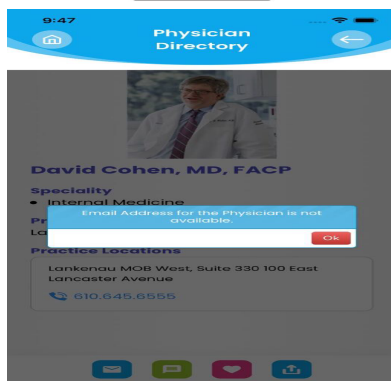 9:47
Physician
Directory
David Cohen, MD, FACP
Speciality
• Internal Medicine
Email Address for the Physician is not
available.
Ok
Practice Locations
Lankenau MOB West, Suite 330 100 East
Lancaster Avenue
610.645.6555